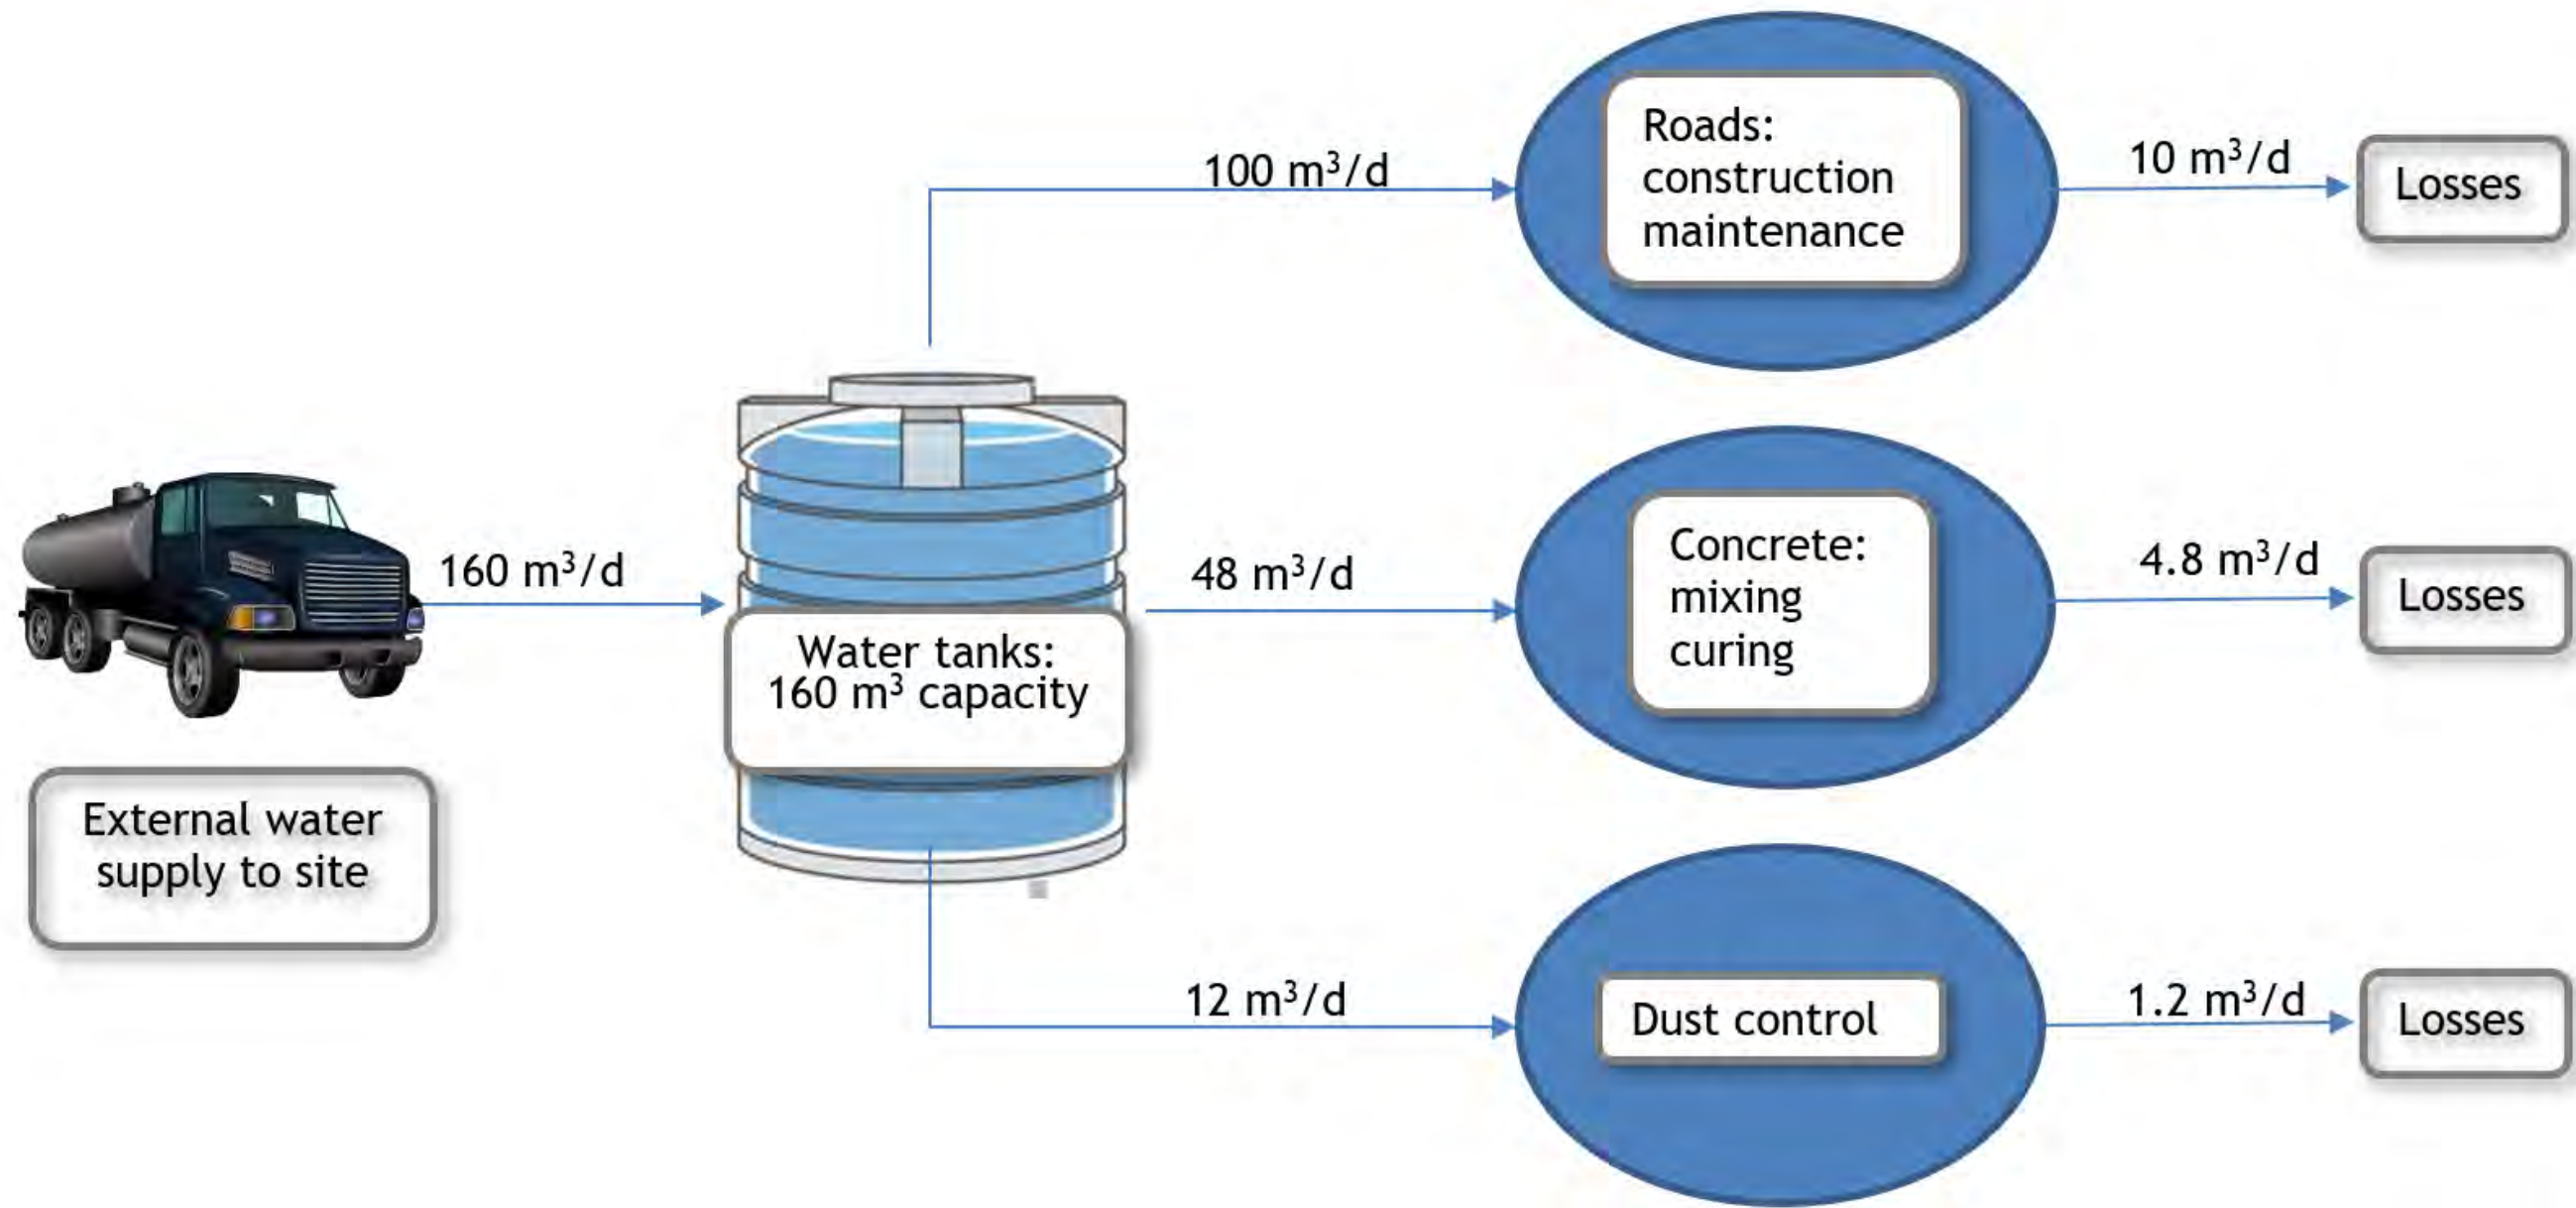 100 m³/d
Roads:
construction
maintenance
10 m³/d
Losses
160 m³/d
Water tanks:
160 m³ capacity
48 m³/d
Concrete:
mixing
curing
4.8 m³/d
Losses
External water
supply to site
12 m³/d
Dust control
1.2 m³/d
Losses